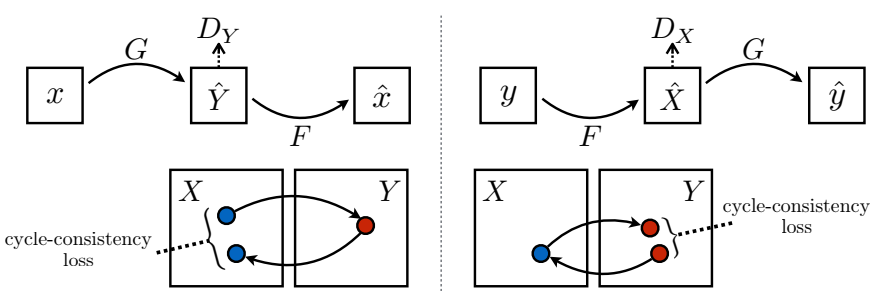 G
D_Y
x
Ŷ
x̂
F
X
Y
cycle-consistency
loss
D_X
G
y
X̂
ŷ
F
X
Y
cycle-consistency
loss